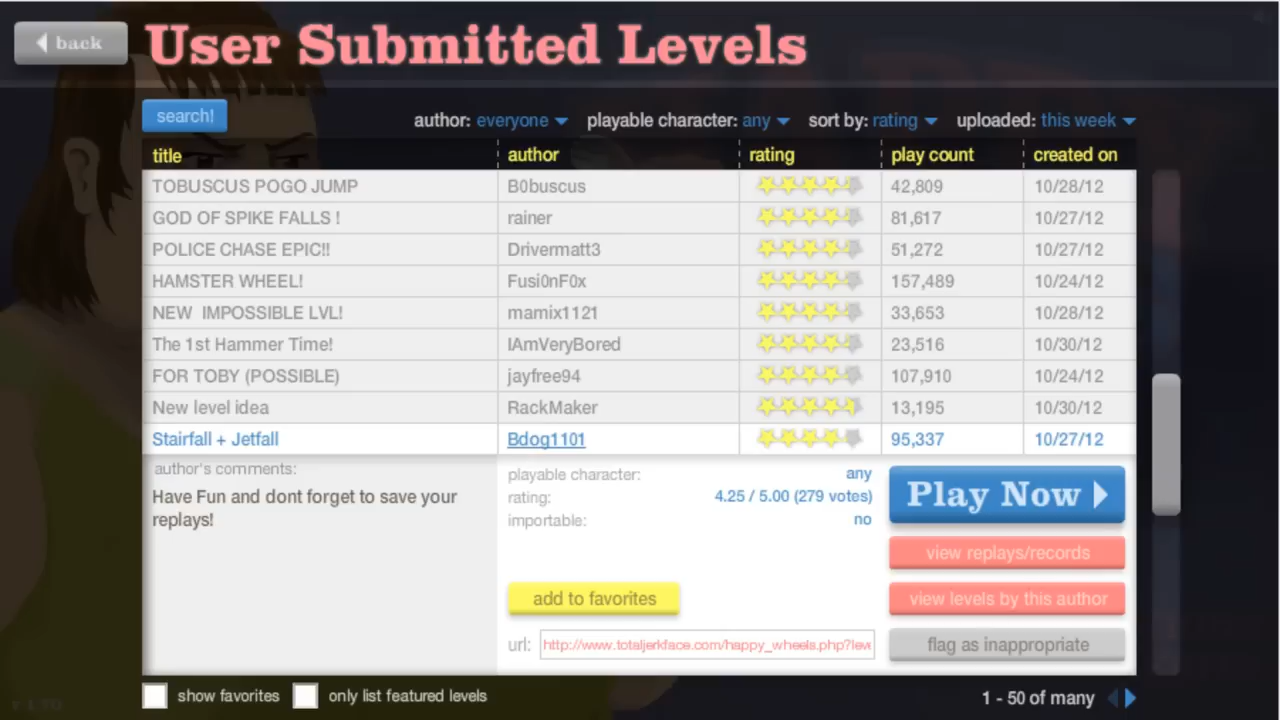 back
User Submitted Levels
search!
author: everyone playable character: any sort by: rating uploaded: this week
title author rating play count created on
TOBUSCUS POGO JUMP B0buscus 42,809 10/28/12
GOD OF SPIKE FALLS ! rainer 81,617 10/27/12
POLICE CHASE EPIC!! Drivermatt3 51,272 10/27/12
HAMSTER WHEEL! Fusi0nF0x 157,489 10/24/12
NEW  IMPOSSIBLE LVL! mamix1121 33,653 10/28/12
The 1st Hammer Time! IAmVeryBored 23,516 10/30/12
FOR TOBY (POSSIBLE) jayfree94 107,910 10/24/12
New level idea RackMaker 13,195 10/30/12
Stairfall + Jetfall Bdog1101 95,337 10/27/12
author's comments:
Have Fun and dont forget to save your
replays!
playable character: any
rating: 4.25 / 5.00 (279 votes)
importable: no
add to favorites
url: http://www.totaljerkface.com/happy_wheels.php?lev
Play Now
view replays/records
view levels by this author
flag as inappropriate
show favorites only list featured levels
1 - 50 of many